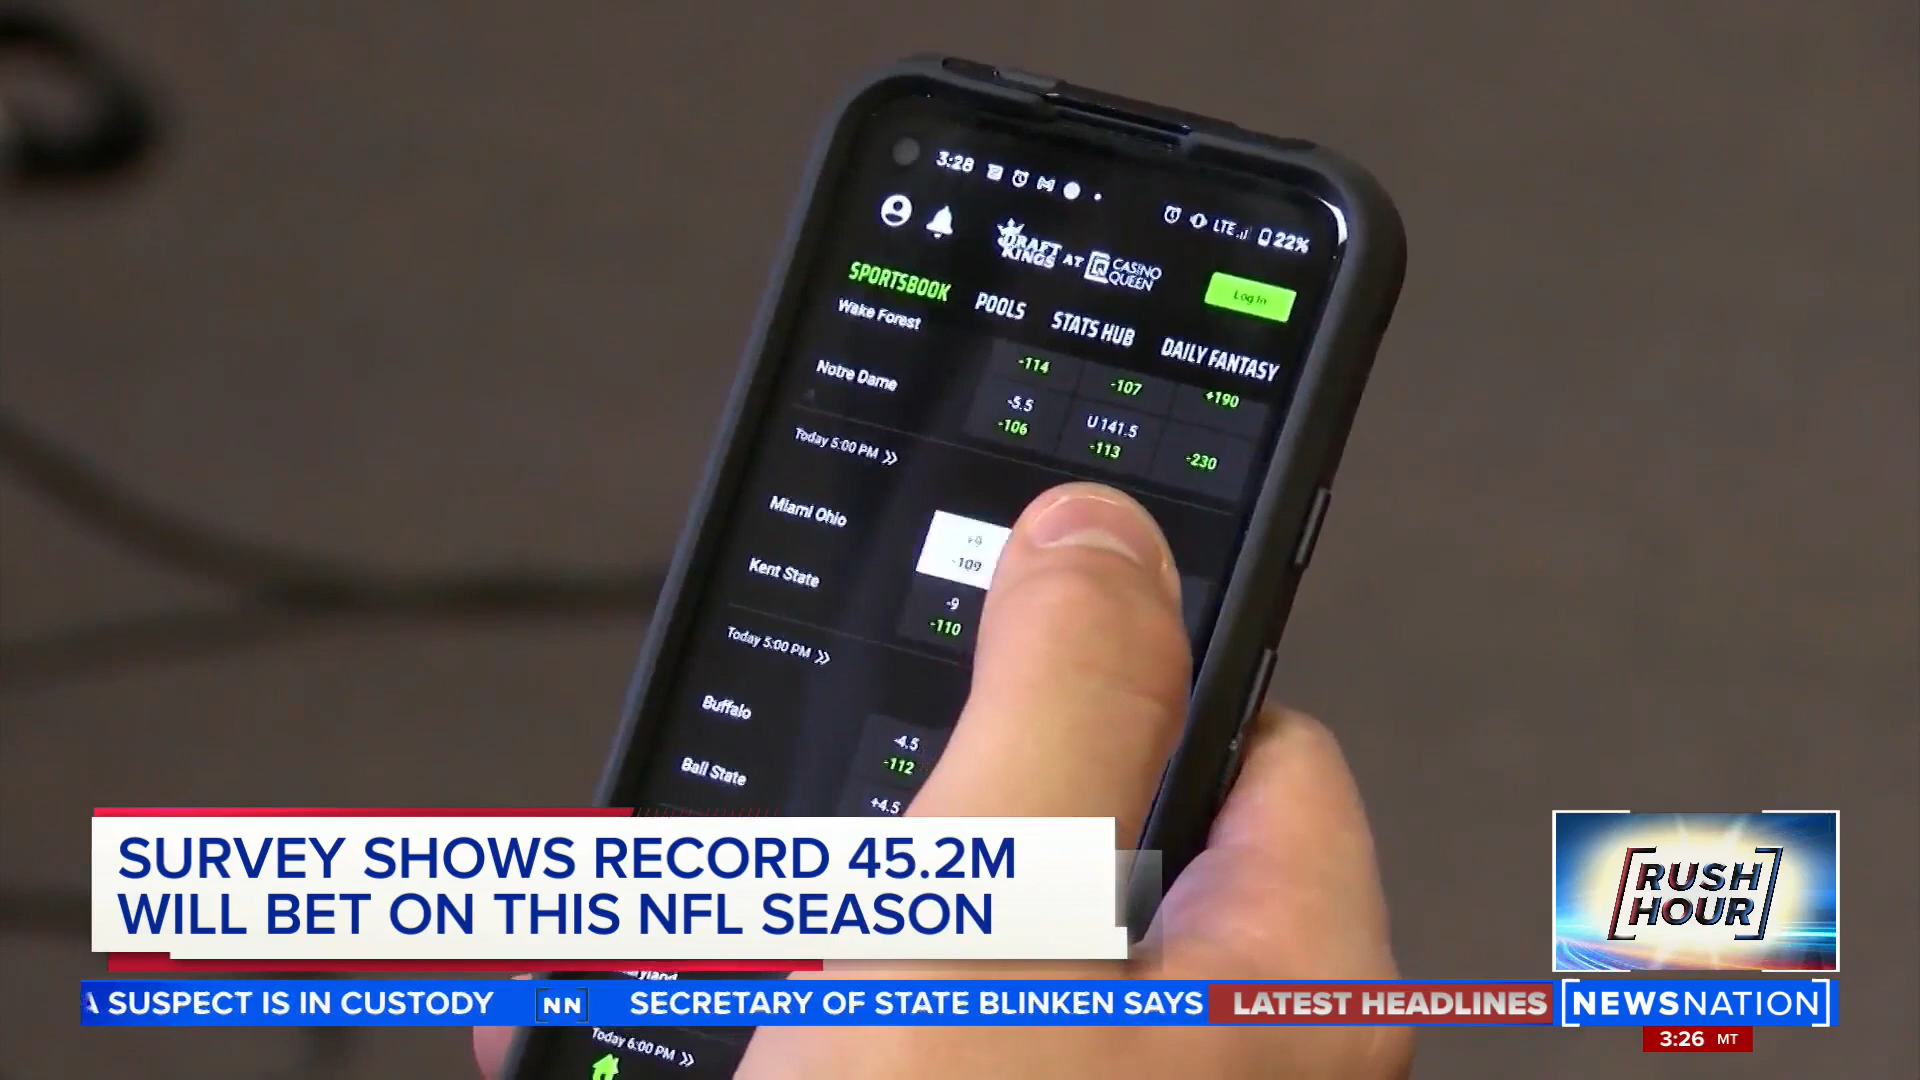 3:28
LTE 22%
DRAFT KINGS AT CASINO QUEEN
Log In
SPORTSBOOK POOLS STATS HUB DAILY FANTASY
Wake Forest
-114 -107 +190
Notre Dame
-5.5 U 141.5
-106 -113 -230
Today 5:00 PM
Miami Ohio
+9
-109
Kent State
-9
-110
Today 5:00 PM
Buffalo
-4.5
-112
Ball State
+4.5
SURVEY SHOWS RECORD 45.2M
WILL BET ON THIS NFL SEASON
RUSH
HOUR
A SUSPECT IS IN CUSTODY NN SECRETARY OF STATE BLINKEN SAYS LATEST HEADLINES NEWSNATION
3:26 MT
Today 6:00 PM